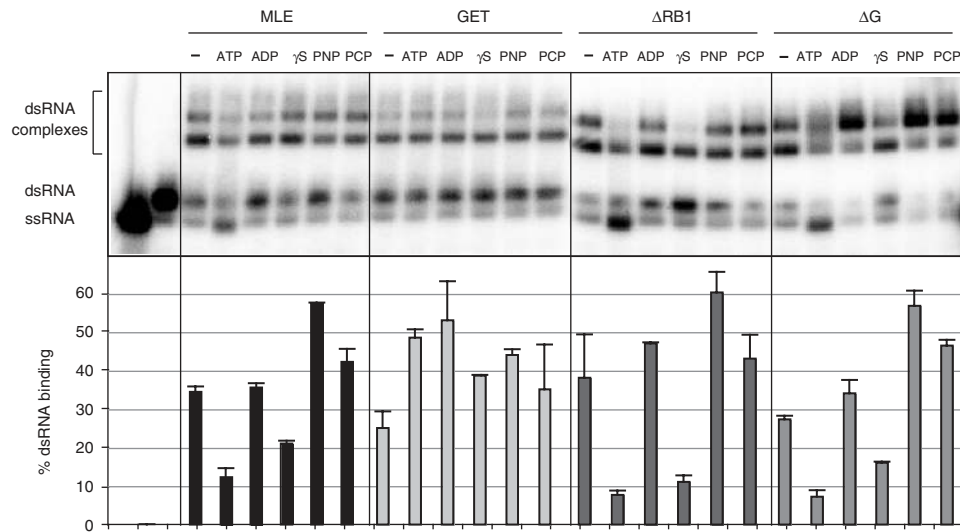 MLE GET ΔRB1 ΔG
– ATP ADP γS PNP PCP – ATP ADP γS PNP PCP – ATP ADP γS PNP PCP – ATP ADP γS PNP PCP
dsRNA
complexes
dsRNA
ssRNA
% dsRNA binding
60
50
40
30
20
10
0